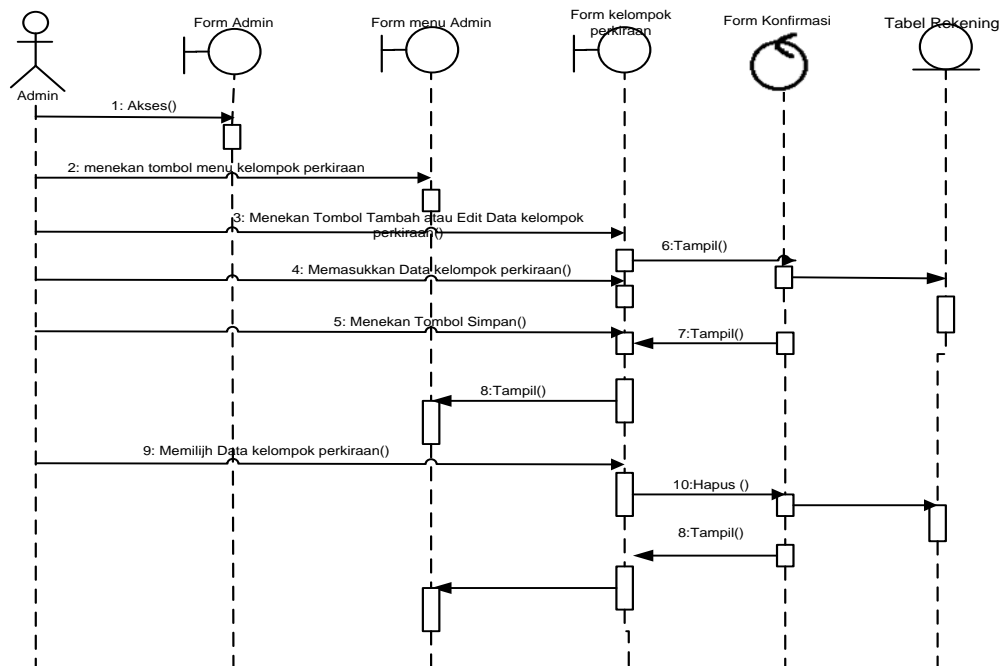 Form Admin
Form menu Admin
Form kelompok
perkiraan
Form Konfirmasi
Tabel Rekening
Admin
1: Akses()
2: menekan tombol menu kelompok perkiraan
3: Menekan Tombol Tambah atau Edit Data kelompok
perkiraan()
6:Tampil()
4: Memasukkan Data kelompok perkiraan()
5: Menekan Tombol Simpan()
7:Tampil()
8:Tampil()
9: Memilijh Data kelompok perkiraan()
10:Hapus ()
8:Tampil()